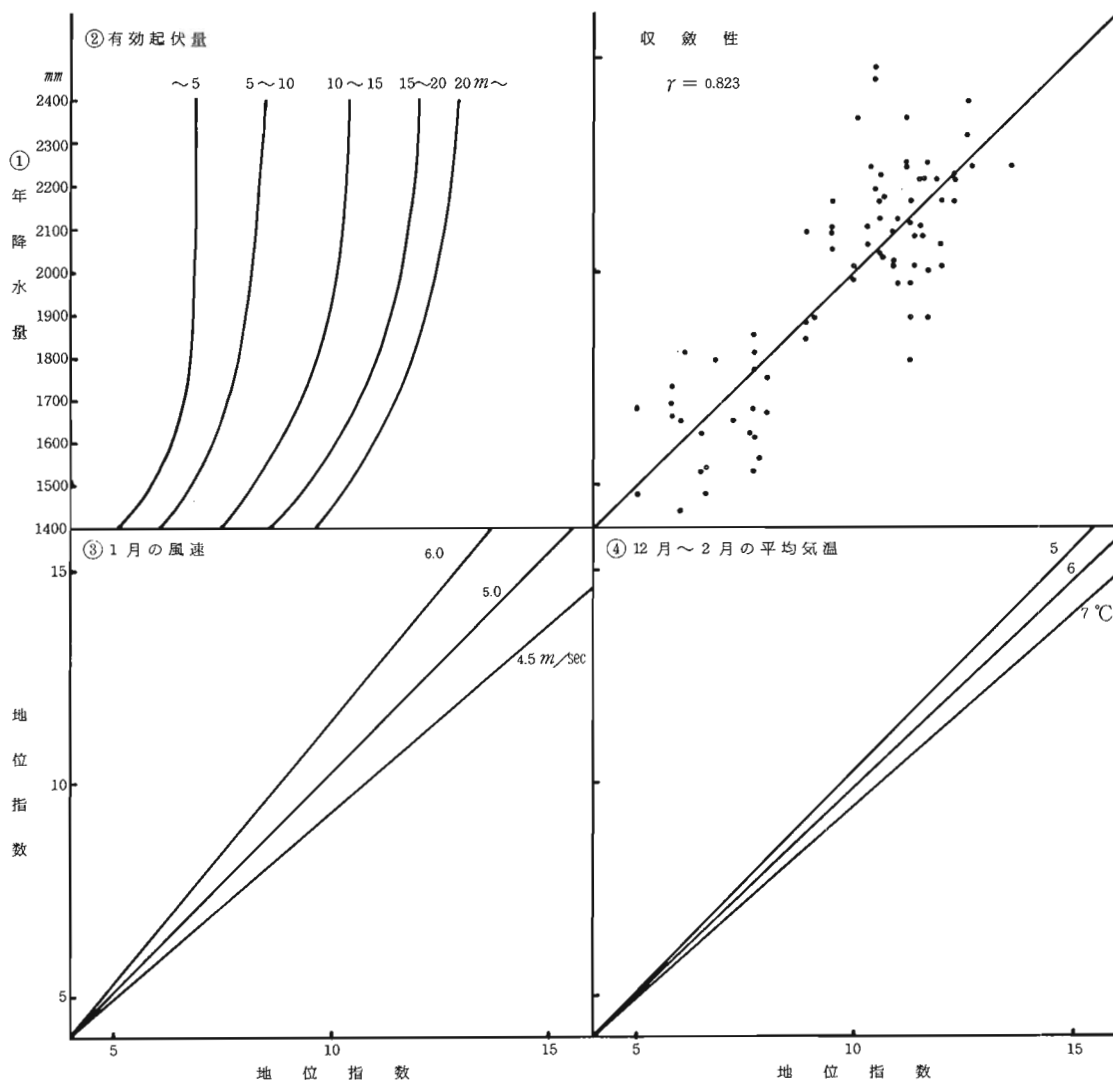 ②有効起伏量
収斂性
γ = 0.823
mm
～5
5～10
10～15
15～20
20m～
2400
2300
2200
2100
2000
1900
1800
1700
1600
1500
1400
①年降水量
③1月の風速
6.0
5.0
4.5 m/sec
④12月～2月の平均気温
5
6
7℃
15
10
5
地位指数
5
10
15
地位指数
5
10
15
地位指数